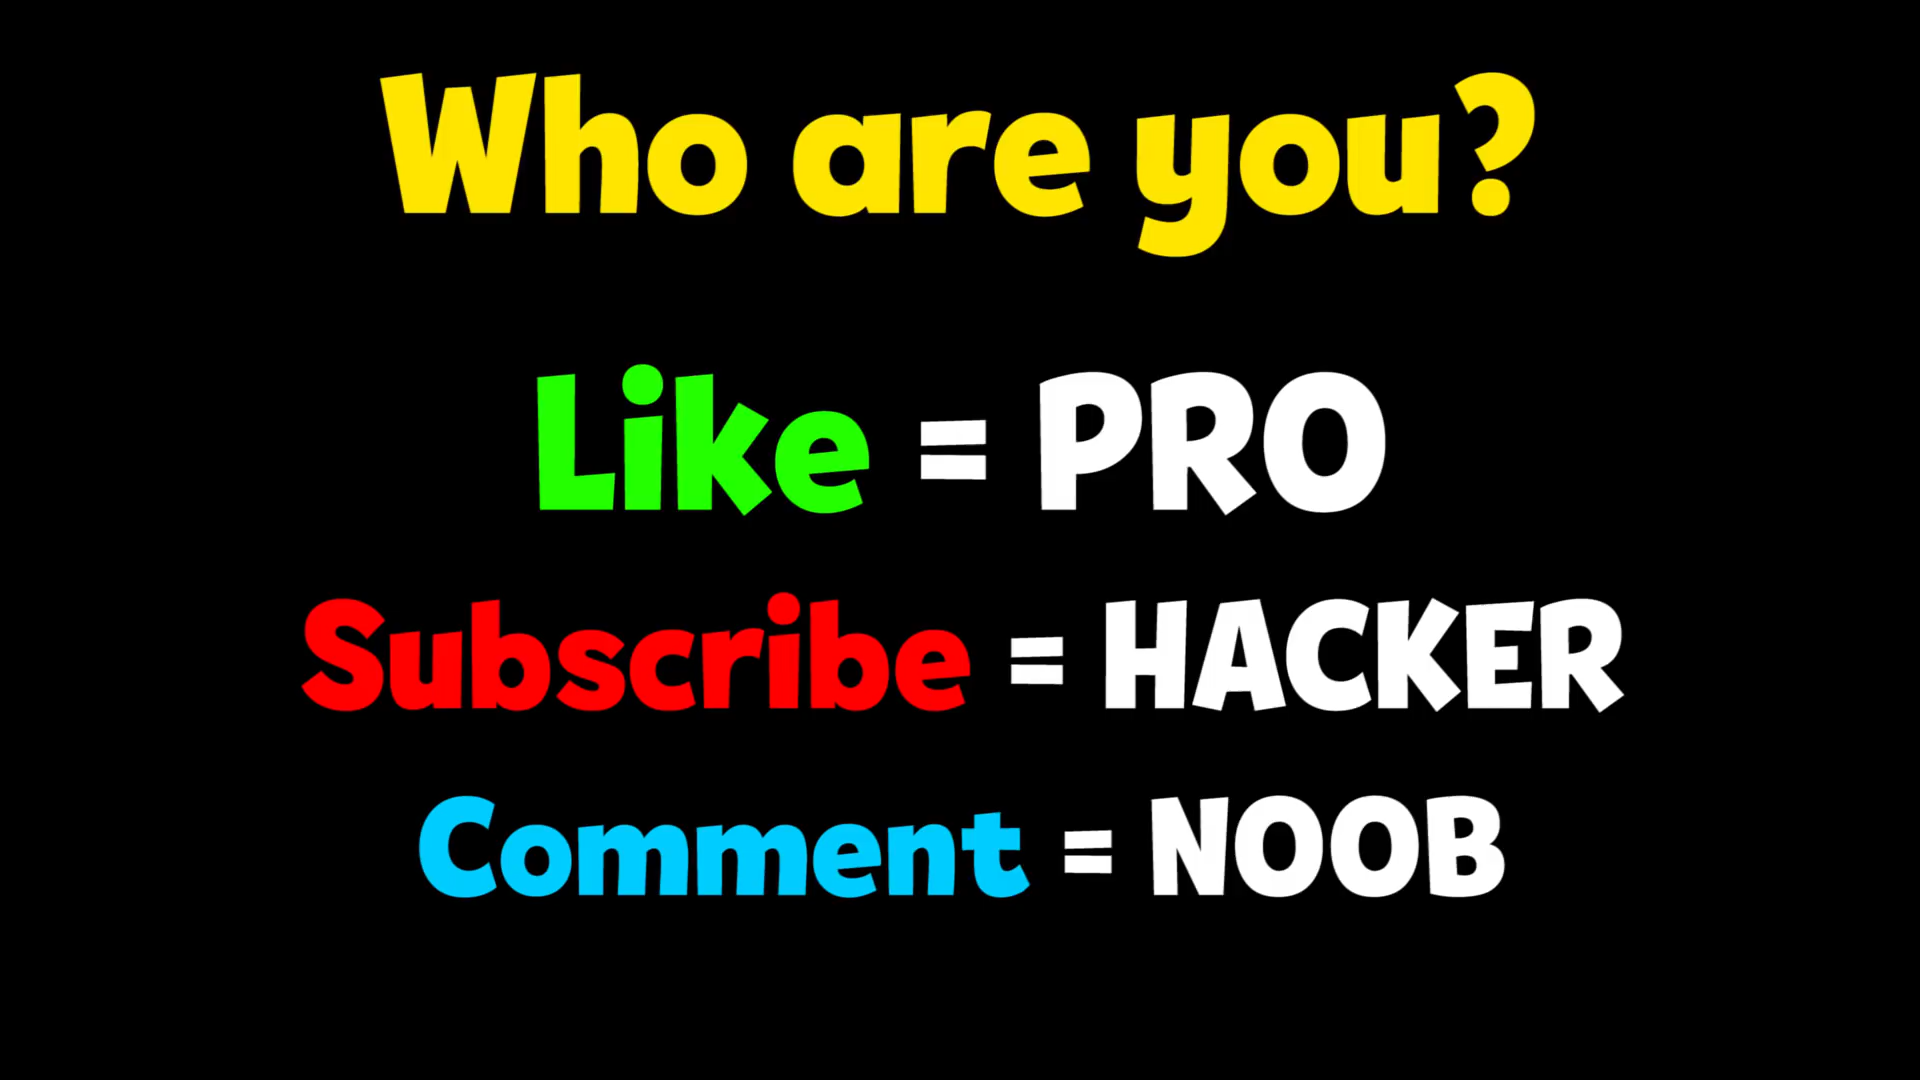 Who are you?
Like = PRO
Subscribe = HACKER
Comment = NOOB